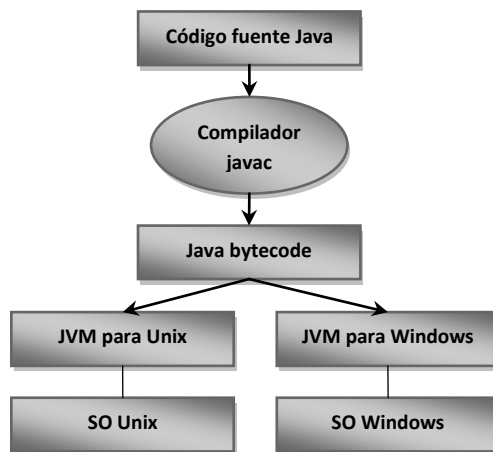 Código fuente Java
Compilador
javac
Java bytecode
JVM para Unix
JVM para Windows
SO Unix
SO Windows